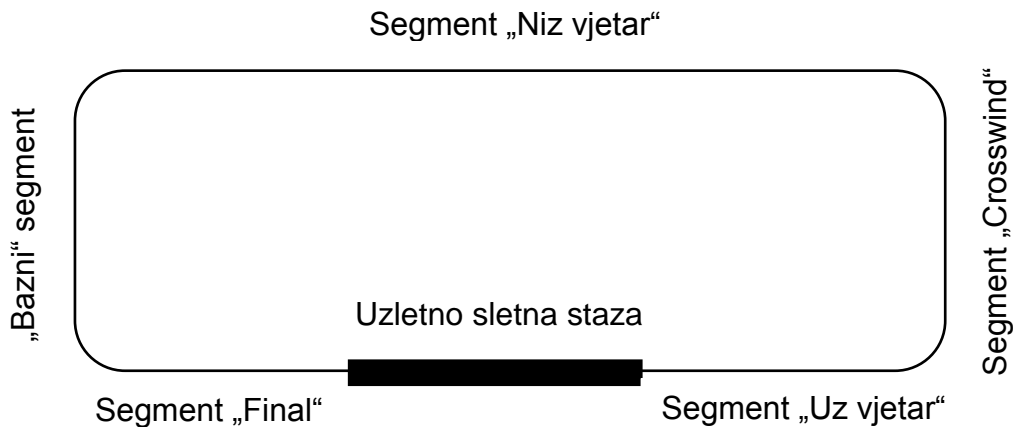 Segment „Niz vjetar“
„Bazni“ segment
Segment „Crosswind“
Uzletno sletna staza
Segment „Final“
Segment „Uz vjetar“